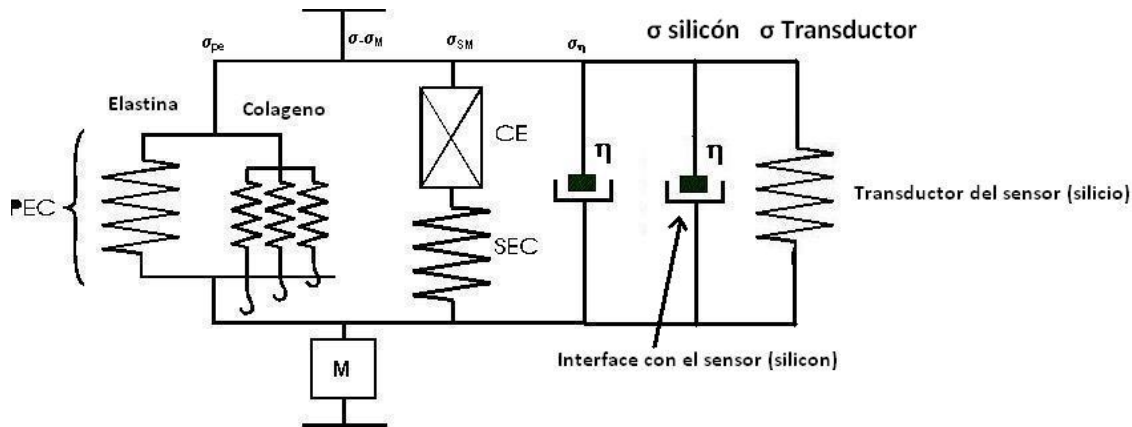 σpe
σ-σM
σSM
ση
σ silicón σ Transductor
Elastina
Colageno
CE
η
η
PEC
SEC
Transductor del sensor (silicio)
Interface con el sensor (silicon)
M